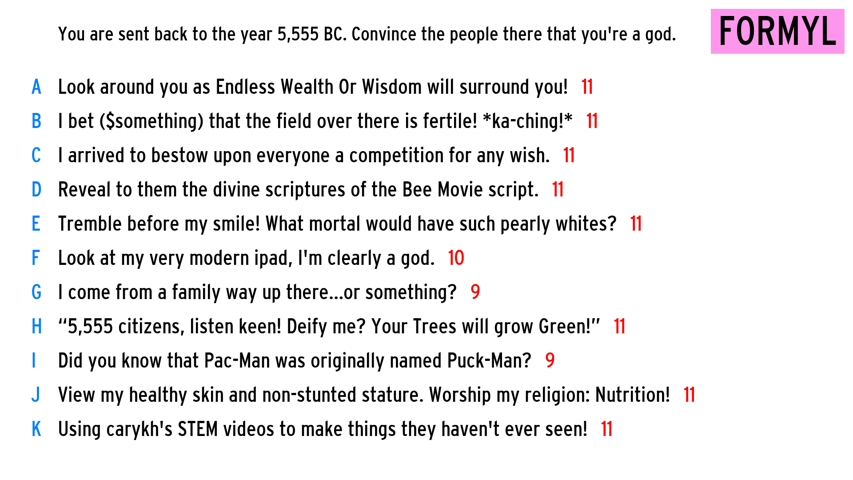 You are sent back to the year 5,555 BC. Convince the people there that you're a god.
FORMYL
A Look around you as Endless Wealth Or Wisdom will surround you! 11
B I bet ($something) that the field over there is fertile! *ka-ching!* 11
C I arrived to bestow upon everyone a competition for any wish. 11
D Reveal to them the divine scriptures of the Bee Movie script. 11
E Tremble before my smile! What mortal would have such pearly whites? 11
F Look at my very modern ipad, I'm clearly a god. 10
G I come from a family way up there...or something? 9
H “5,555 citizens, listen keen! Deify me? Your Trees will grow Green!” 11
I Did you know that Pac-Man was originally named Puck-Man? 9
J View my healthy skin and non-stunted stature. Worship my religion: Nutrition! 11
K Using carykh's STEM videos to make things they haven't ever seen! 11